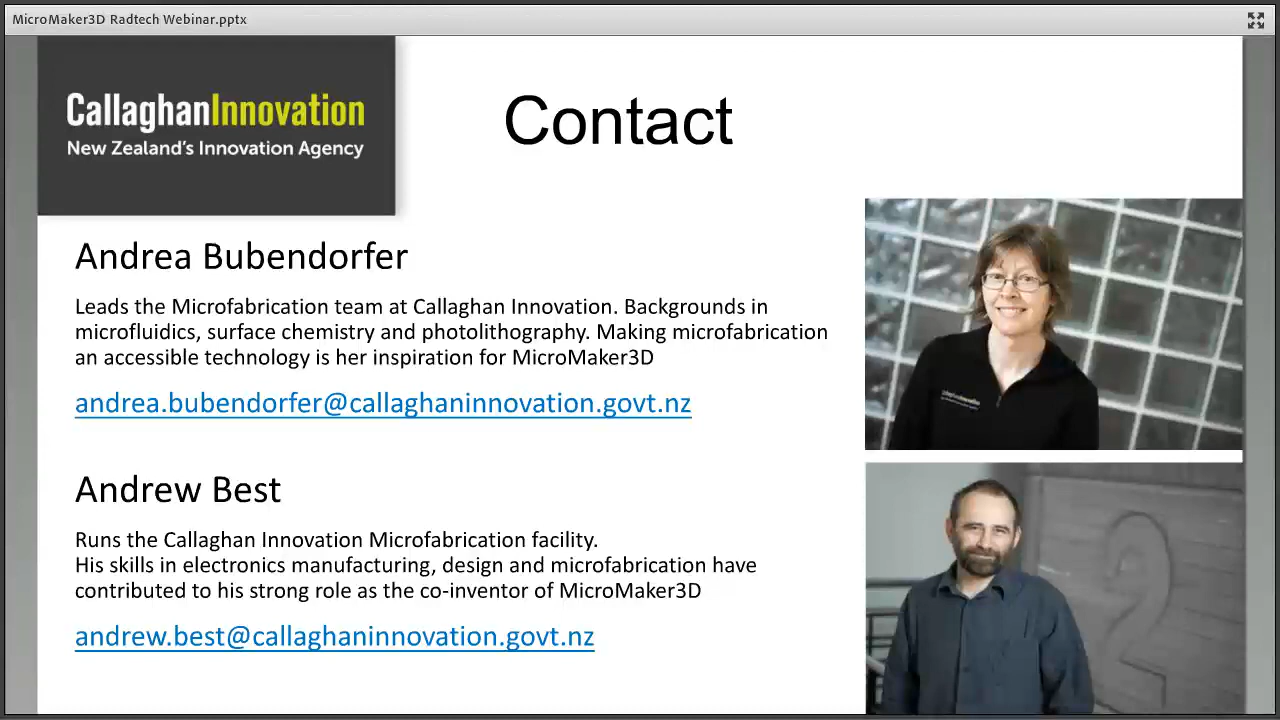 MicroMaker3D Radtech Webinar.pptx
CallaghanInnovation
New Zealand's Innovation Agency
Contact
Andrea Bubendorfer
Leads the Microfabrication team at Callaghan Innovation. Backgrounds in
microfluidics, surface chemistry and photolithography. Making microfabrication
an accessible technology is her inspiration for MicroMaker3D
andrea.bubendorfer@callaghaninnovation.govt.nz
Andrew Best
Runs the Callaghan Innovation Microfabrication facility.
His skills in electronics manufacturing, design and microfabrication have
contributed to his strong role as the co-inventor of MicroMaker3D
andrew.best@callaghaninnovation.govt.nz
CallaghanInnovation
2